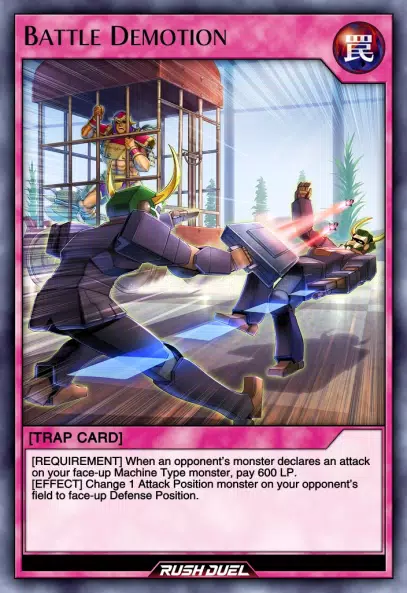 BATTLE DEMOTION
罠
[TRAP CARD]
[REQUIREMENT] When an opponent's monster declares an attack
on your face-up Machine Type monster, pay 600 LP.
[EFFECT] Change 1 Attack Position monster on your opponent's
field to face-up Defense Position.
RUSH DUEL